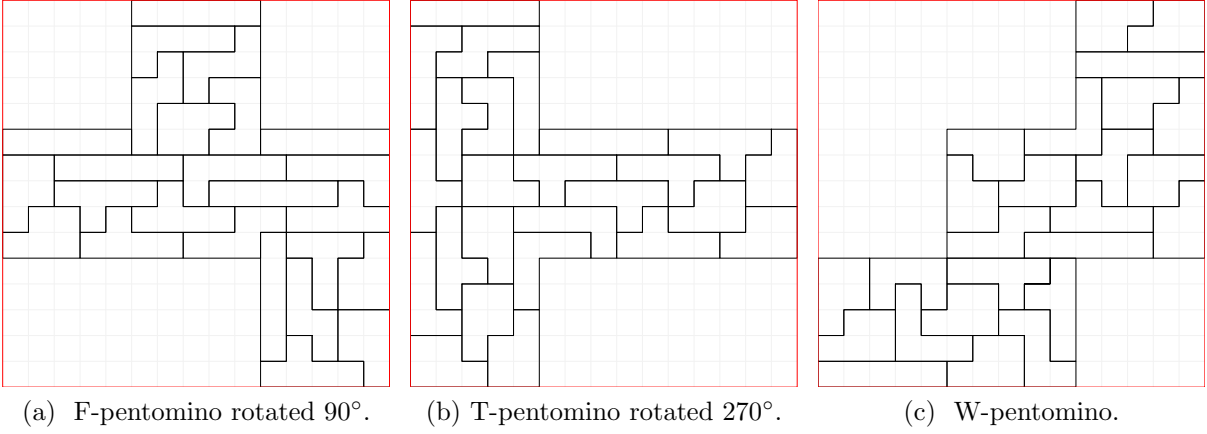 (a) F-pentomino rotated 90°.
(b) T-pentomino rotated 270°.
(c) W-pentomino.